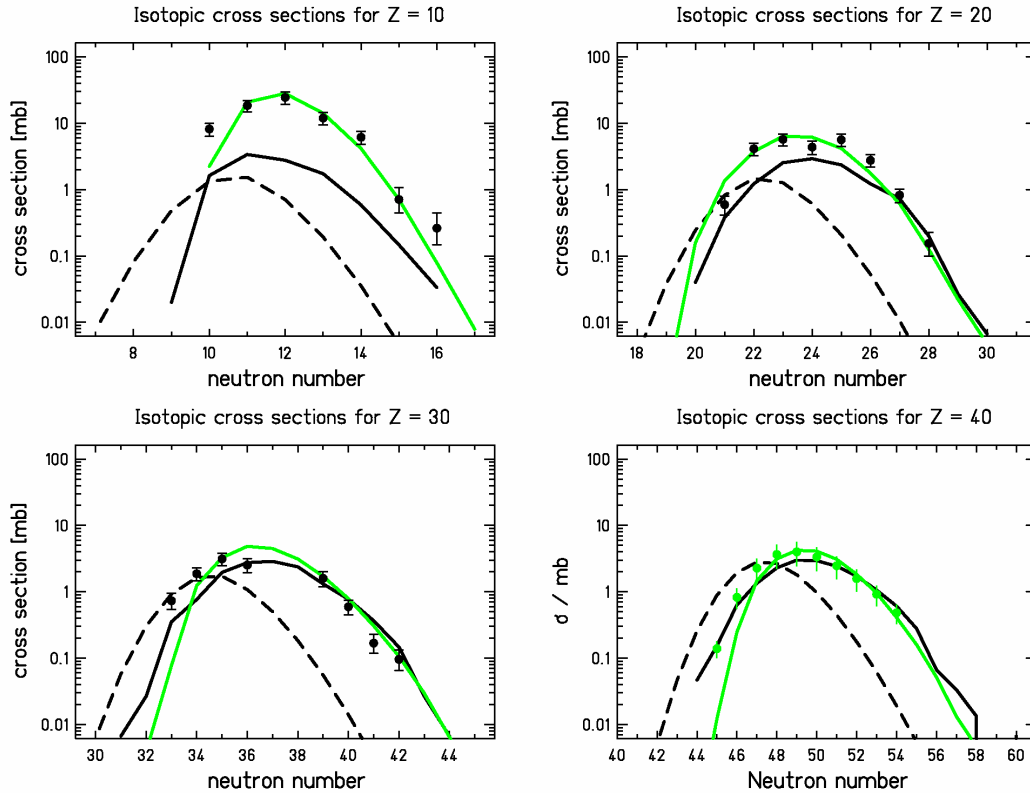 Isotopic cross sections for Z = 10
cross section [mb]
100
10
1
0.1
0.01
8 10 12 14 16
neutron number
Isotopic cross sections for Z = 20
cross section [mb]
100
10
1
0.1
0.01
18 20 22 24 26 28 30
neutron number
Isotopic cross sections for Z = 30
cross section [mb]
100
10
1
0.1
0.01
30 32 34 36 38 40 42 44
neutron number
Isotopic cross sections for Z = 40
σ / mb
100
10
1
0.1
0.01
40 42 44 46 48 50 52 54 56 58 60
Neutron number